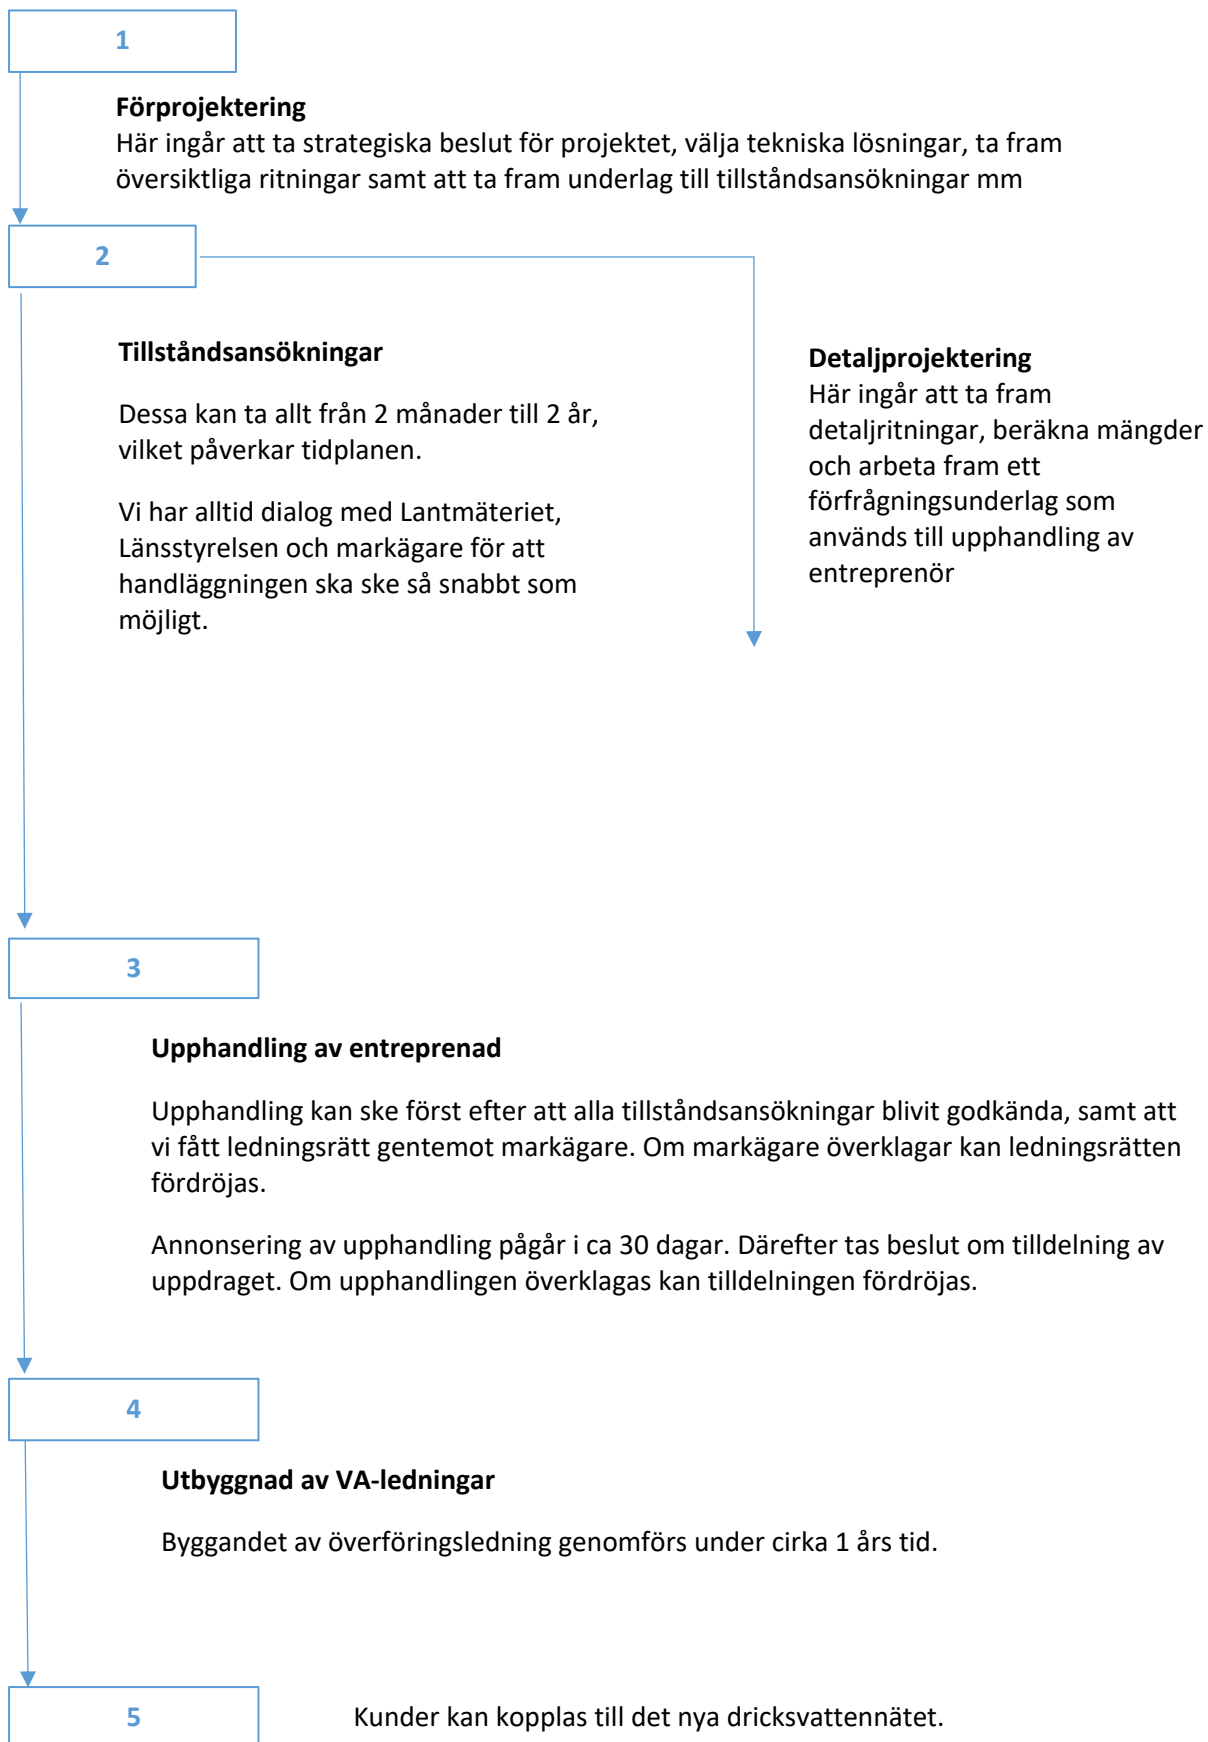 1
Förprojektering
Här ingår att ta strategiska beslut för projektet, välja tekniska lösningar, ta fram
översiktliga ritningar samt att ta fram underlag till tillståndsansökningar mm
2
Tillståndsansökningar
Dessa kan ta allt från 2 månader till 2 år,
vilket påverkar tidplanen.
Vi har alltid dialog med Lantmäteriet,
Länsstyrelsen och markägare för att
handläggningen ska ske så snabbt som
möjligt.
Detaljprojektering
Här ingår att ta fram
detaljritningar, beräkna mängder
och arbeta fram ett
förfrågningsunderlag som
används till upphandling av
entreprenör
3
Upphandling av entreprenad
Upphandling kan ske först efter att alla tillståndsansökningar blivit godkända, samt att
vi fått ledningsrätt gentemot markägare. Om markägare överklagar kan ledningsrätten
fördröjas.
Annonsering av upphandling pågår i ca 30 dagar. Därefter tas beslut om tilldelning av
uppdraget. Om upphandlingen överklagas kan tilldelningen fördröjas.
4
Utbyggnad av VA-ledningar
Byggandet av överföringsledning genomförs under cirka 1 års tid.
5
Kunder kan kopplas till det nya dricksvattennätet.